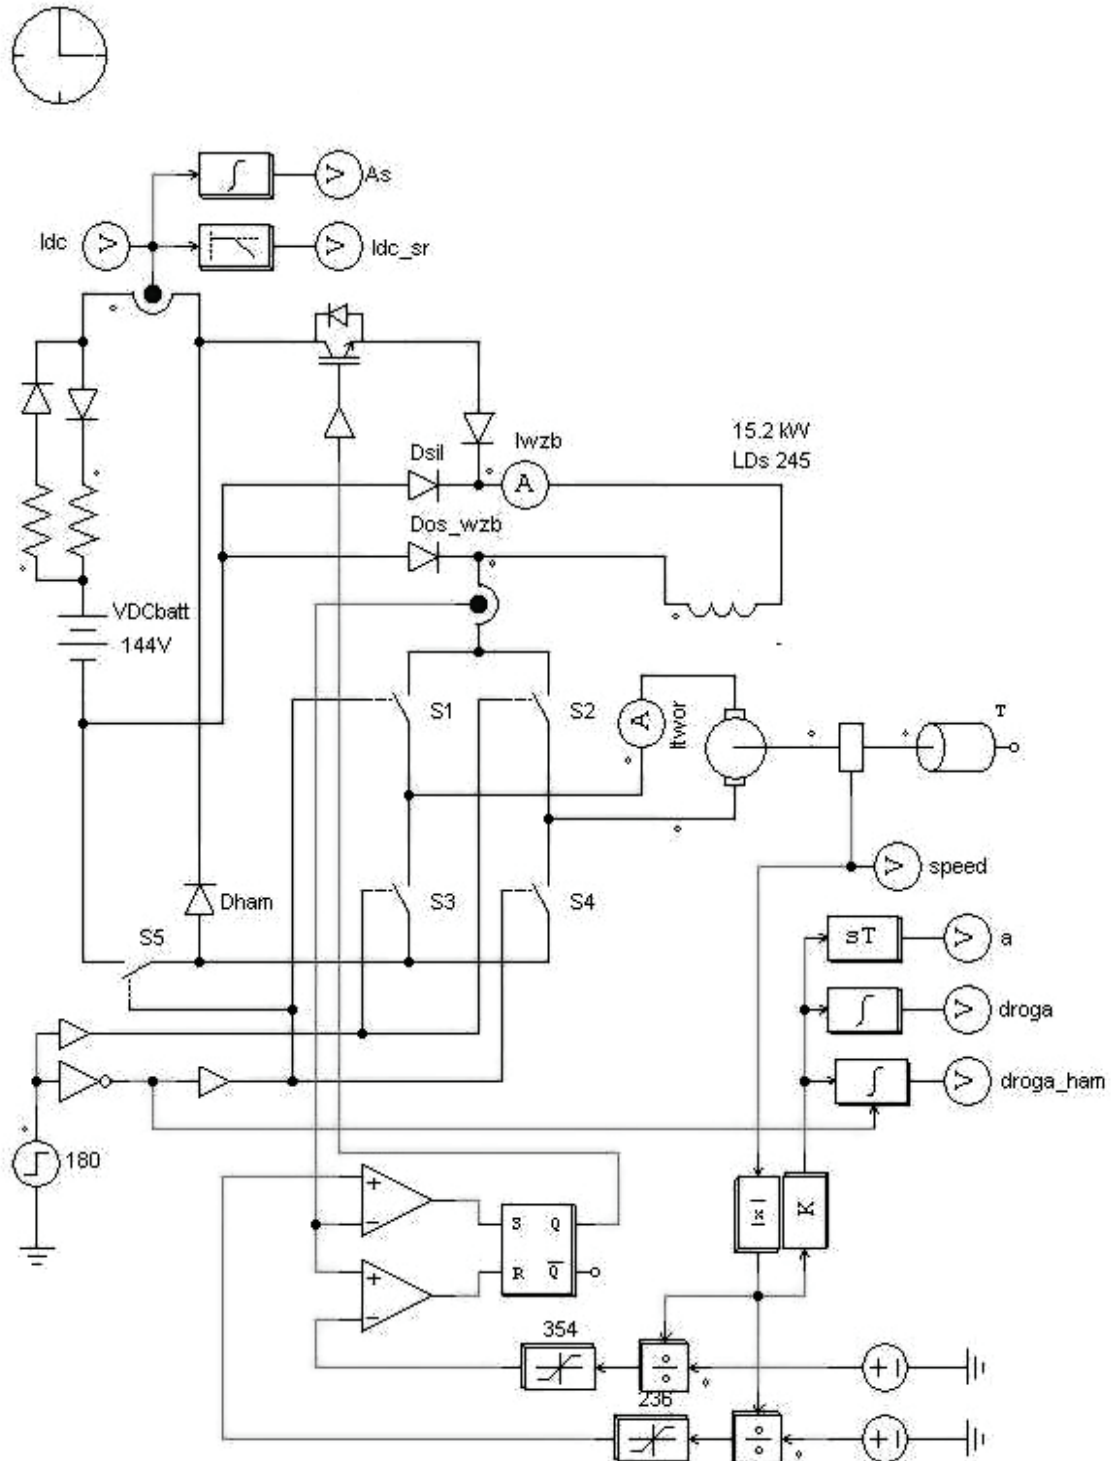 As
Idc
Idc_sr
Iwzb
15.2 kW
LDs 245
Dsil
Dos_wzb
VDCbatt
144V
A
S1
S2
A
Itwor
T
speed
Dham
S3
S4
S5
sT
a
droga
droga_ham
180
|x|
K
S
Q
R
Q
354
236
V
V
V
V
V
V
V
V